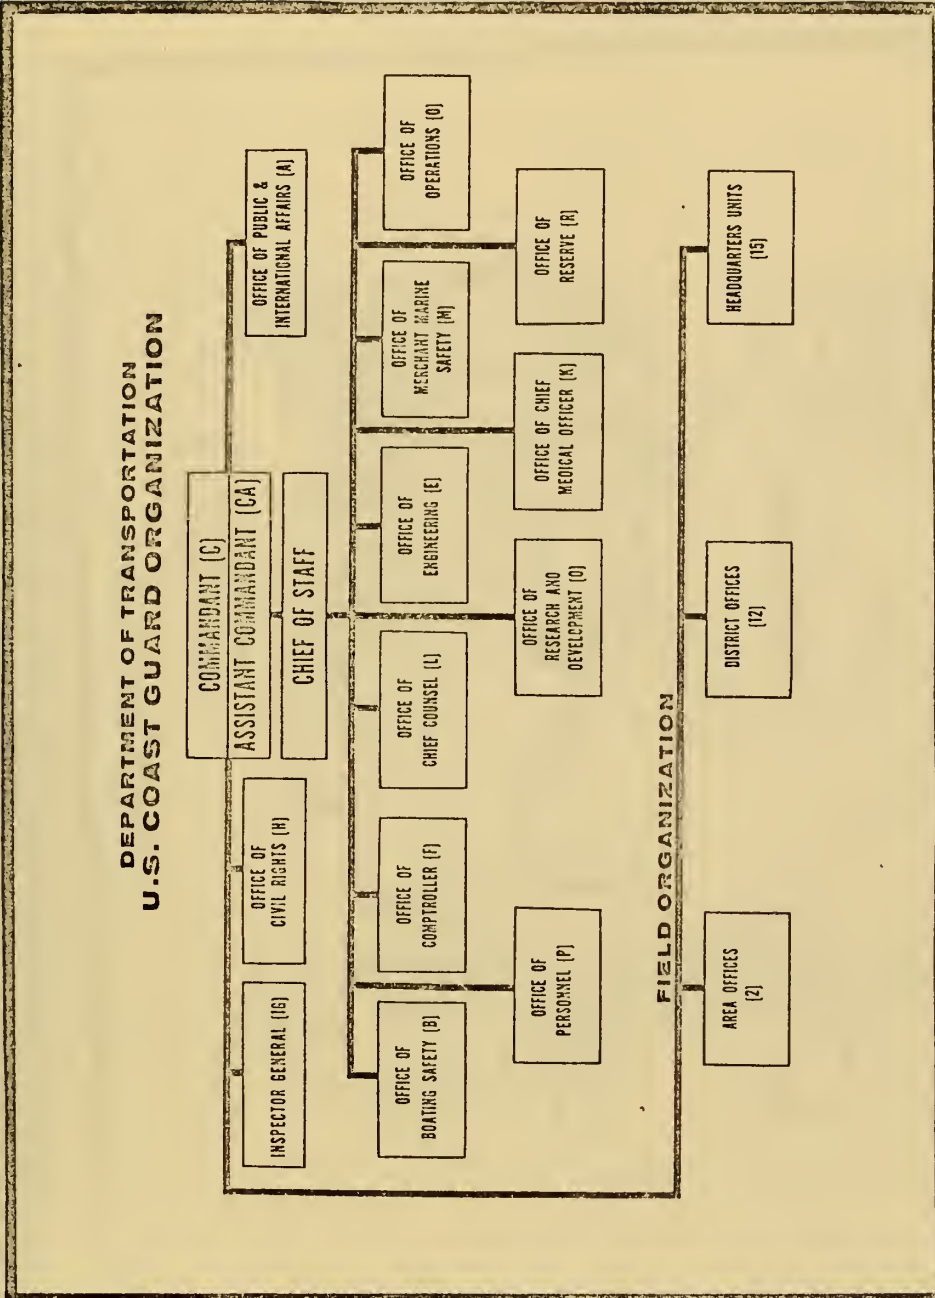 DEPARTMENT OF TRANSPORTATION
U.S. COAST GUARD ORGANIZATION
COMMANDANT (C)
ASSISTANT COMMANDANT (CA)
CHIEF OF STAFF
INSPECTOR GENERAL (IG)
OFFICE OF
CIVIL RIGHTS (H)
OFFICE OF PUBLIC &
INTERNATIONAL AFFAIRS (A)
OFFICE OF
BOATING SAFETY (B)
OFFICE OF
COMPTROLLER (F)
OFFICE OF
CHIEF COUNSEL (L)
OFFICE OF
ENGINEERING (E)
OFFICE OF
MERCHANT MARINE
SAFETY (M)
OFFICE OF
OPERATIONS (O)
OFFICE OF
PERSONNEL (P)
OFFICE OF
RESEARCH AND
DEVELOPMENT (D)
OFFICE OF CHIEF
MEDICAL OFFICER (K)
OFFICE OF
RESERVE (R)
FIELD ORGANIZATION
AREA OFFICES
(2)
DISTRICT OFFICES
(12)
HEADQUARTERS UNITS
(15)